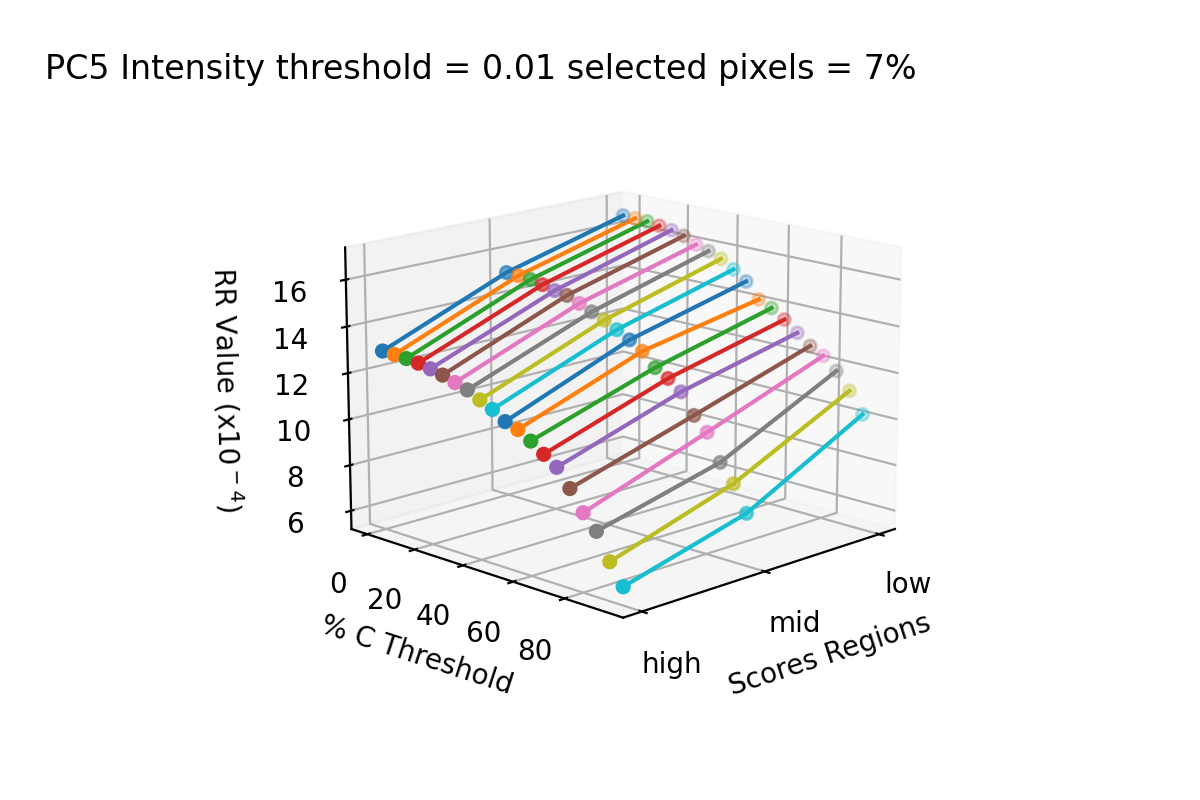 PC5 Intensity threshold = 0.01 selected pixels = 7%
RR Value (x10⁻⁴)
16
14
12
10
8
6
0
20
40
60
80
% C Threshold
high
mid
low
Scores Regions